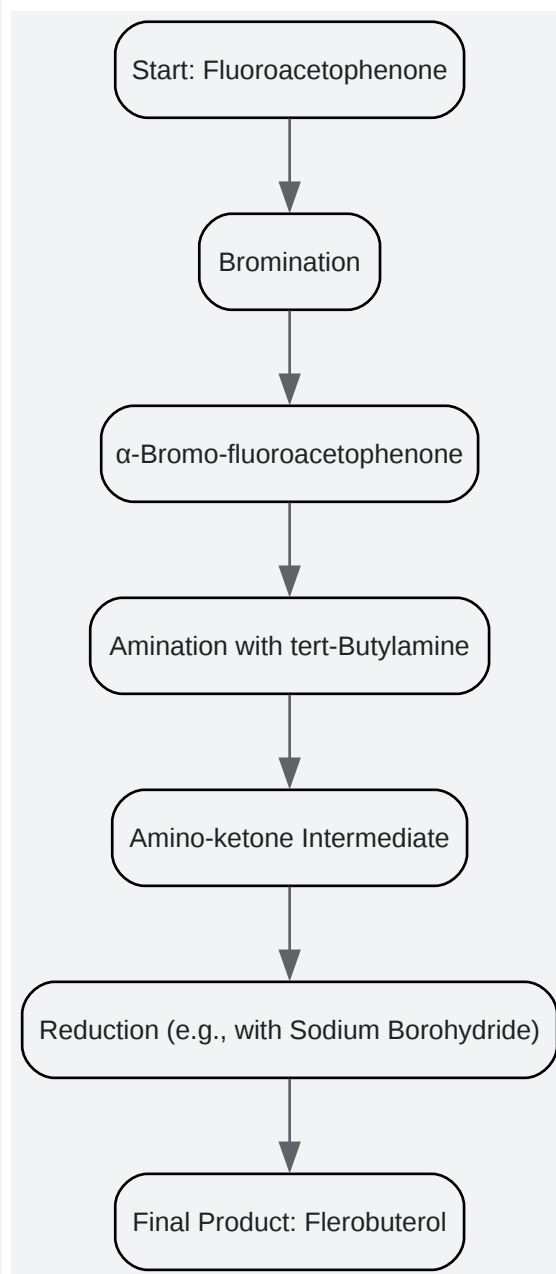 Start: Fluoroacetophenone
Bromination
α-Bromo-fluoroacetophenone
Amination with tert-Butylamine
Amino-ketone Intermediate
Reduction (e.g., with Sodium Borohydride)
Final Product: Flerobuterol